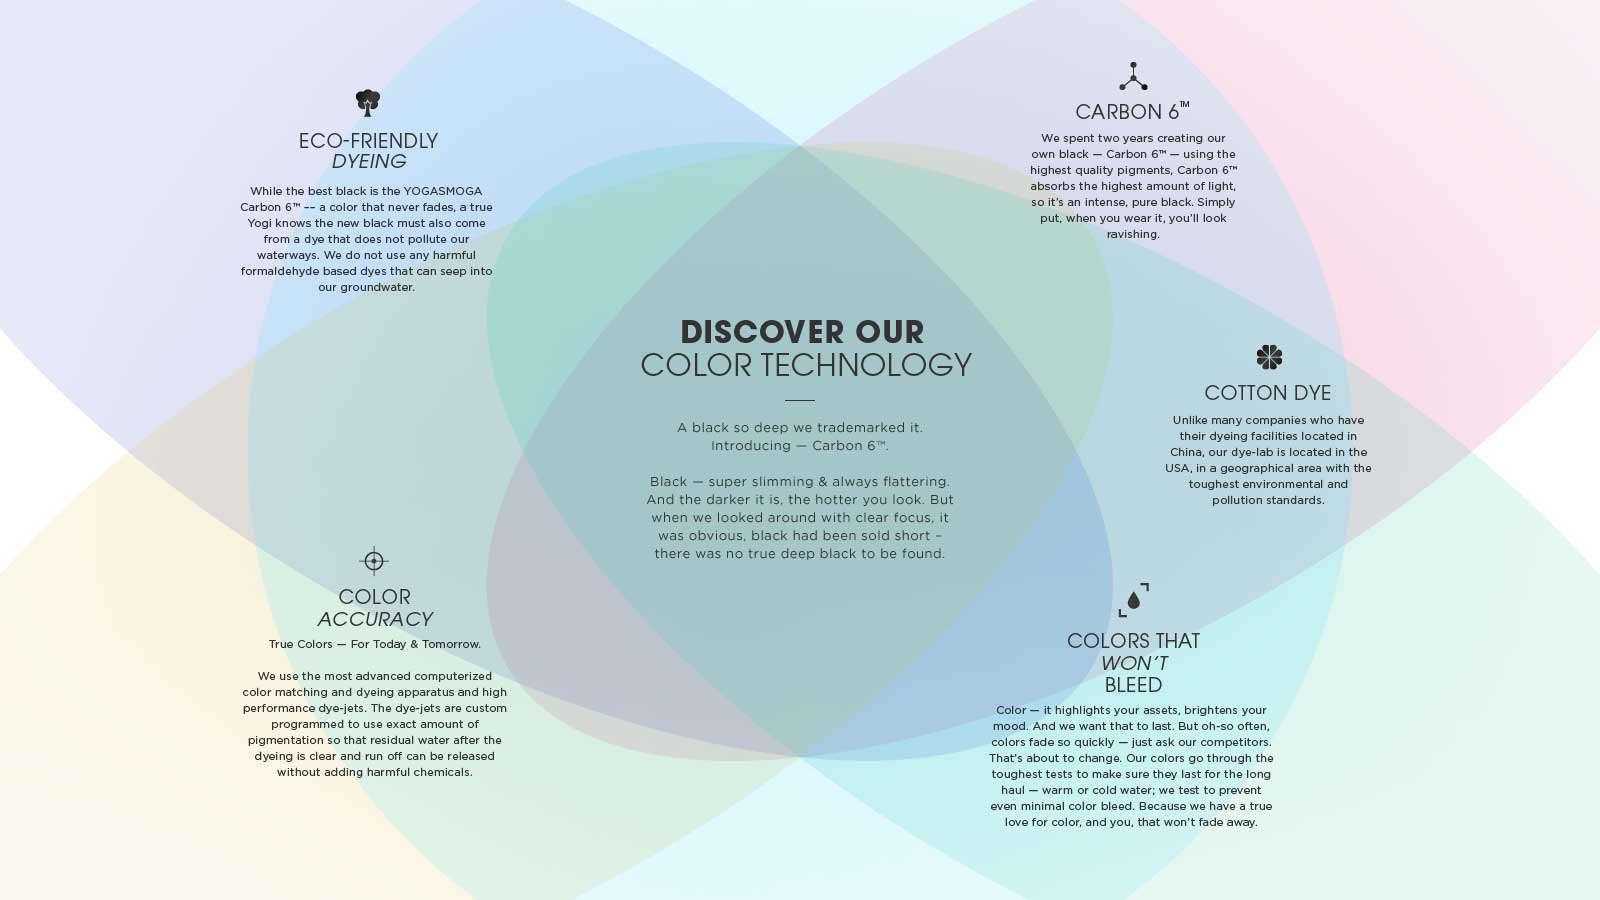 ECO-FRIENDLY
DYEING
While the best black is the YOGASMOGA
Carbon 6™ –– a color that never fades, a true
Yogi knows the new black must also come
from a dye that does not pollute our
waterways. We do not use any harmful
formaldehyde based dyes that can seep into
our groundwater.
CARBON 6™
We spent two years creating our
own black — Carbon 6™ — using the
highest quality pigments, Carbon 6™
absorbs the highest amount of light,
so it's an intense, pure black. Simply
put, when you wear it, you'll look
ravishing.
DISCOVER OUR
COLOR TECHNOLOGY
A black so deep we trademarked it.
Introducing — Carbon 6™.
Black — super slimming & always flattering.
And the darker it is, the hotter you look. But
when we looked around with clear focus, it
was obvious, black had been sold short –
there was no true deep black to be found.
COTTON DYE
Unlike many companies who have
their dyeing facilities located in
China, our dye-lab is located in the
USA, in a geographical area with the
toughest environmental and
pollution standards.
COLOR
ACCURACY
True Colors — For Today & Tomorrow.
We use the most advanced computerized
color matching and dyeing apparatus and high
performance dye-jets. The dye-jets are custom
programmed to use exact amount of
pigmentation so that residual water after the
dyeing is clear and run off can be released
without adding harmful chemicals.
COLORS THAT
WON'T
BLEED
Color — it highlights your assets, brightens your
mood. And we want that to last. But oh-so often,
colors fade so quickly — just ask our competitors.
That's about to change. Our colors go through the
toughest tests to make sure they last for the long
haul — warm or cold water; we test to prevent
even minimal color bleed. Because we have a true
love for color, and you, that won't fade away.